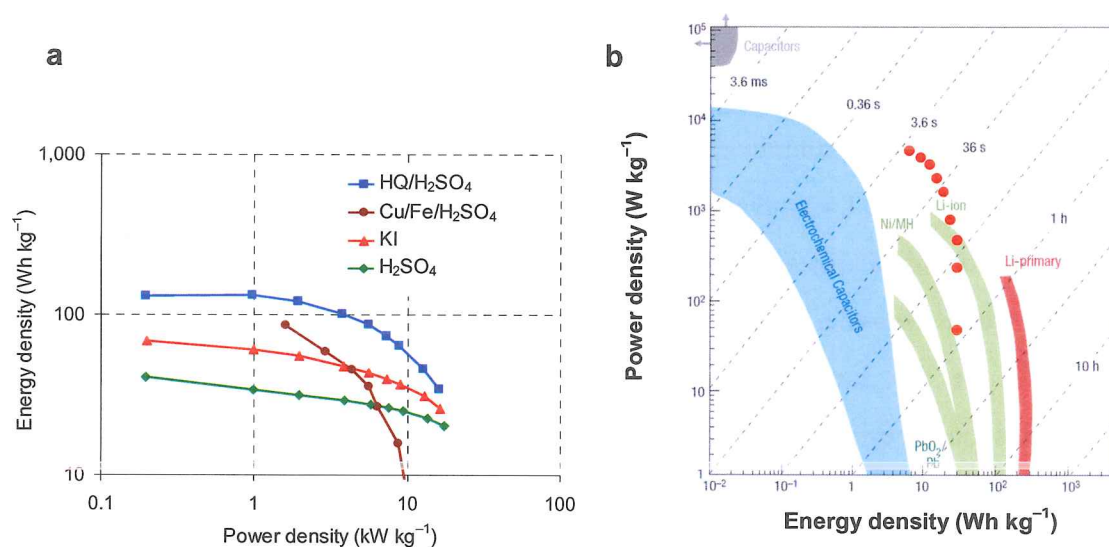 a
1,000
100
10
0.1
1
10
100
Energy density (Wh kg⁻¹)
Power density (kW kg⁻¹)
HQ/H₂SO₄
Cu/Fe/H₂SO₄
KI
H₂SO₄
b
10⁵
10⁴
10³
10²
10
1
10⁻²
10⁻¹
1
10
10²
10³
Power density (W kg⁻¹)
Energy density (Wh kg⁻¹)
Capacitors
3.6 ms
0.36 s
3.6 s
36 s
1 h
10 h
Electrochemical Capacitors
Ni/MH
Li-ion
Li-primary
PbO₂/
Pb